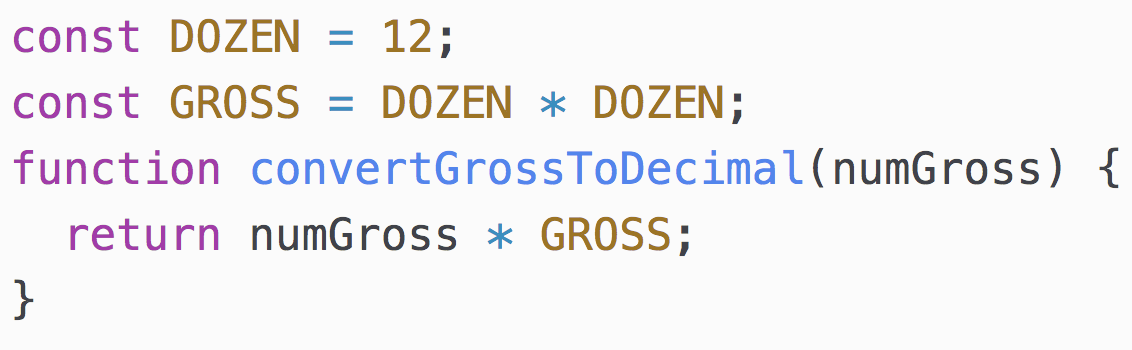 const DOZEN = 12;
const GROSS = DOZEN * DOZEN;
function convertGrossToDecimal(numGross) {
  return numGross * GROSS;
}